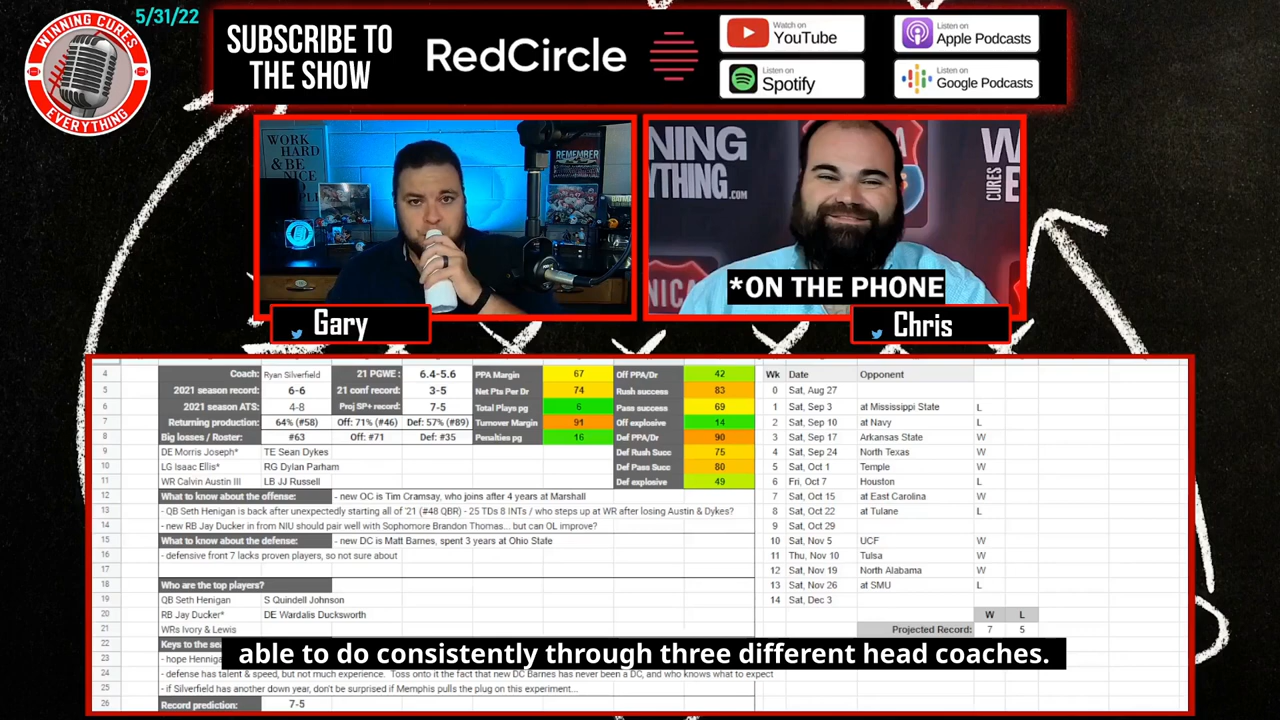 5/31/22
WINNING CURES
EVERYTHING
SUBSCRIBE TO
THE SHOW
RedCircle
Watch on
YouTube
Listen on
Apple Podcasts
Listen on
Spotify
Listen on
Google Podcasts
WORK
HARD
& BE
NICE
REMEMBER
NING
YTHING
.COM
W
CURES
E
NICA
*ON THE PHONE
Gary
Chris
4 Coach: Ryan Silverfield 21 PGWE : 6.4-5.6 PPA Margin 67 Off PPA/Dr 42 Wk Date Opponent
5 2021 season record: 6-6 21 conf record: 3-5 Net Pts Per Dr 74 Rush success 83 0 Sat, Aug 27
6 2021 season ATS: 4-8 Proj SP+ record: 7-5 Total Plays pg 6 Pass success 69 1 Sat, Sep 3 at Mississippi State L
7 Returning production: 64% (#58) Off: 71% (#46) Def: 57% (#89) Turnover Margin 91 Off explosive 14 2 Sat, Sep 10 at Navy L
8 Big losses / Roster: #63 Off: #71 Def: #35 Penalties pg 16 Def PPA/Dr 90 3 Sat, Sep 17 Arkansas State W
9 DE Morris Joseph* TE Sean Dykes Def Rush Succ 75 4 Sat, Sep 24 North Texas W
10 LG Isaac Ellis* RG Dylan Parham Def Pass Succ 80 5 Sat, Oct 1 Temple W
11 WR Calvin Austin III LB JJ Russell Def explosive 49 6 Fri, Oct 7 Houston L
12 What to know about the offense: - new OC is Tim Cramsay, who joins after 4 years at Marshall 7 Sat, Oct 15 at East Carolina W
13 - QB Seth Henigan is back after unexpectedly starting all of '21 (#48 QBR) - 25 TDs 8 INTs / who steps up at WR after losing Austin & Dykes? 8 Sat, Oct 22 at Tulane L
14 - new RB Jay Ducker in from NIU should pair well with Sophomore Brandon Thomas... but can OL improve? 9 Sat, Oct 29
15 What to know about the defense: - new DC is Matt Barnes, spent 3 years at Ohio State 10 Sat, Nov 5 UCF W
16 - defensive front 7 lacks proven players, so not sure about 11 Thu, Nov 10 Tulsa W
17 12 Sat, Nov 19 North Alabama W
18 Who are the top players? 13 Sat, Nov 26 at SMU L
19 QB Seth Henigan S Quindell Johnson 14 Sat, Dec 3
20 RB Jay Ducker* DE Wardalis Ducksworth W L
21 WRs Ivory & Lewis Projected Record: 7 5
22 Keys to the sea
able to do consistently through three different head coaches.
23 - hope Henniga
24 - defense has talent & speed, but not much experience. Toss onto it the fact that new DC Barnes has never been a DC, and who knows what to expect
25 - if Silverfield has another down year, don't be surprised if Memphis pulls the plug on this experiment...
26 Record prediction: 7-5